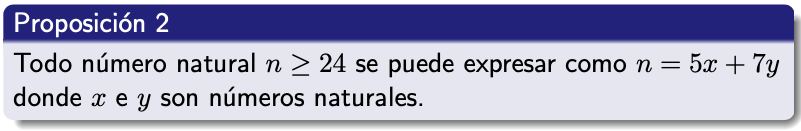 Proposición 2
Todo número natural n ≥ 24 se puede expresar como n = 5x + 7y
donde x e y son números naturales.